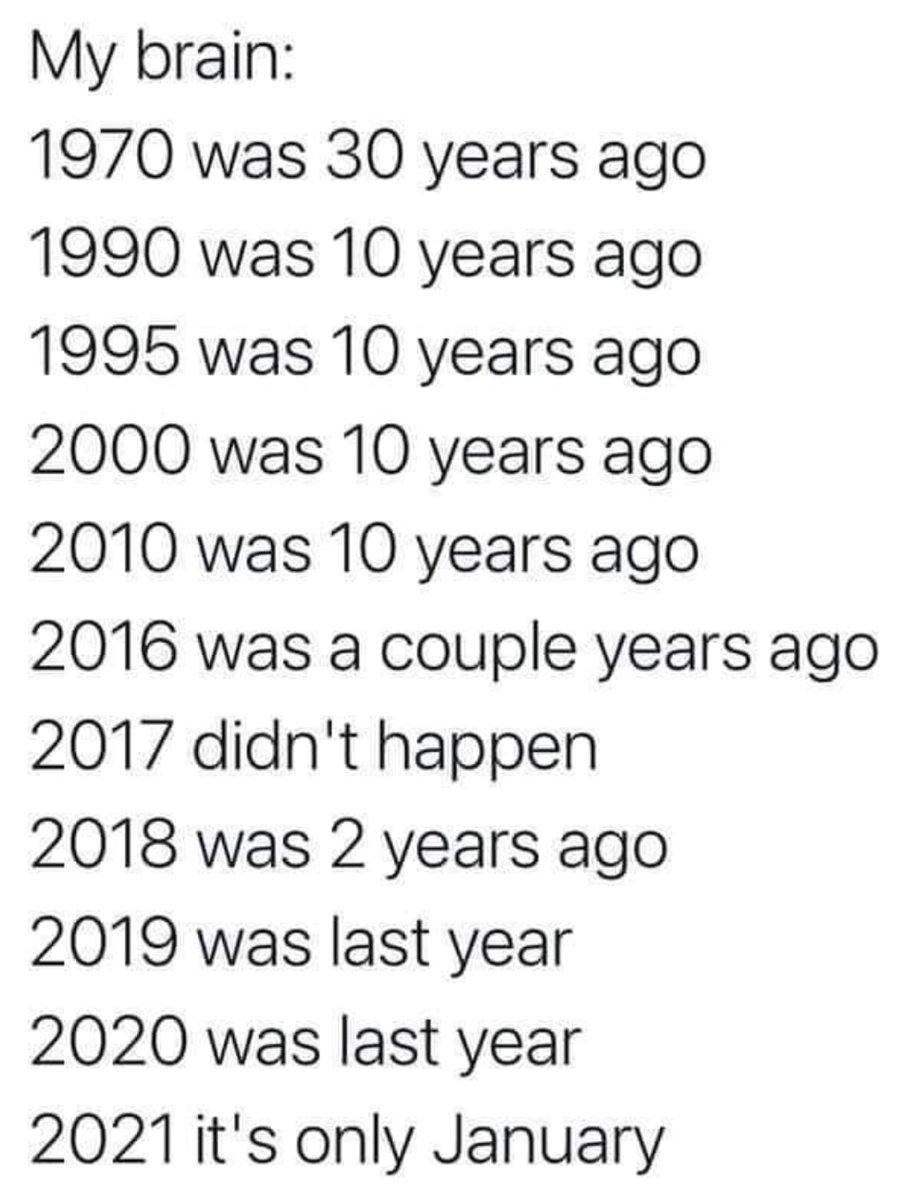 My brain:
1970 was 30 years ago
1990 was 10 years ago
1995 was 10 years ago
2000 was 10 years ago
2010 was 10 years ago
2016 was a couple years ago
2017 didn't happen
2018 was 2 years ago
2019 was last year
2020 was last year
2021 it's only January